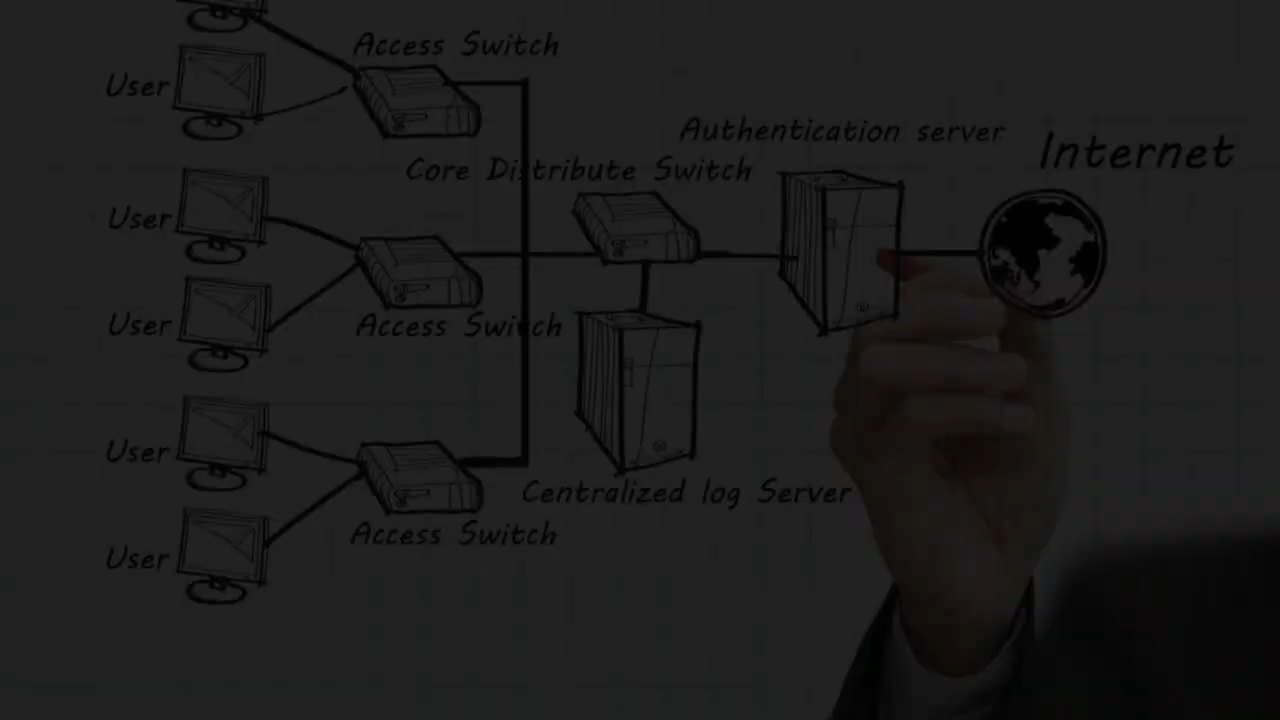 Access Switch
User
Authentication server
Internet
Core Distribute Switch
User
User
Access Switch
User
Centralized log Server
Access Switch
User